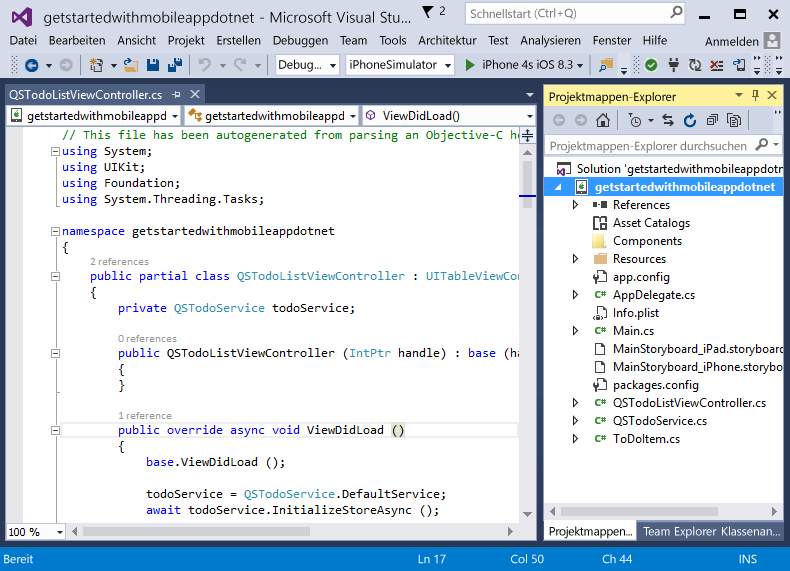 getstartedwithmobileappdotnet - Microsoft Visual Stu...
2
Schnellstart (Ctrl+Q)
Datei Bearbeiten Ansicht Projekt Erstellen Debuggen Team Tools Architektur Test Analysieren Fenster Hilfe Anmelden
Debug... iPhoneSimulator iPhone 4s iOS 8.3
QSTodoListViewController.cs
getstartedwithmobileappd getstartedwithmobileappd ViewDidLoad()
// This file has been autogenerated from parsing an Objective-C he
using System;
using UIKit;
using Foundation;
using System.Threading.Tasks;
namespace getstartedwithmobileappdotnet
{
2 references
public partial class QSTodoListViewController : UITableViewCon
{
private QSTodoService todoService;
0 references
public QSTodoListViewController (IntPtr handle) : base (ha
{
}
1 reference
public override async void ViewDidLoad ()
{
base.ViewDidLoad ();
todoService = QSTodoService.DefaultService;
await todoService.InitializeStoreAsync ();
100 %
Projektmappen-Explorer
Projektmappen-Explorer durchsuchen
Solution 'getstartedwithmobileappdotn
getstartedwithmobileappdotnet
References
Asset Catalogs
Components
Resources
app.config
AppDelegate.cs
Info.plist
Main.cs
MainStoryboard_iPad.storyboard
MainStoryboard_iPhone.storybo
packages.config
QSTodoListViewController.cs
QSTodoService.cs
ToDoItem.cs
Projektmappen... Team Explorer Klassenan...
Bereit Ln 17 Col 50 Ch 44 INS